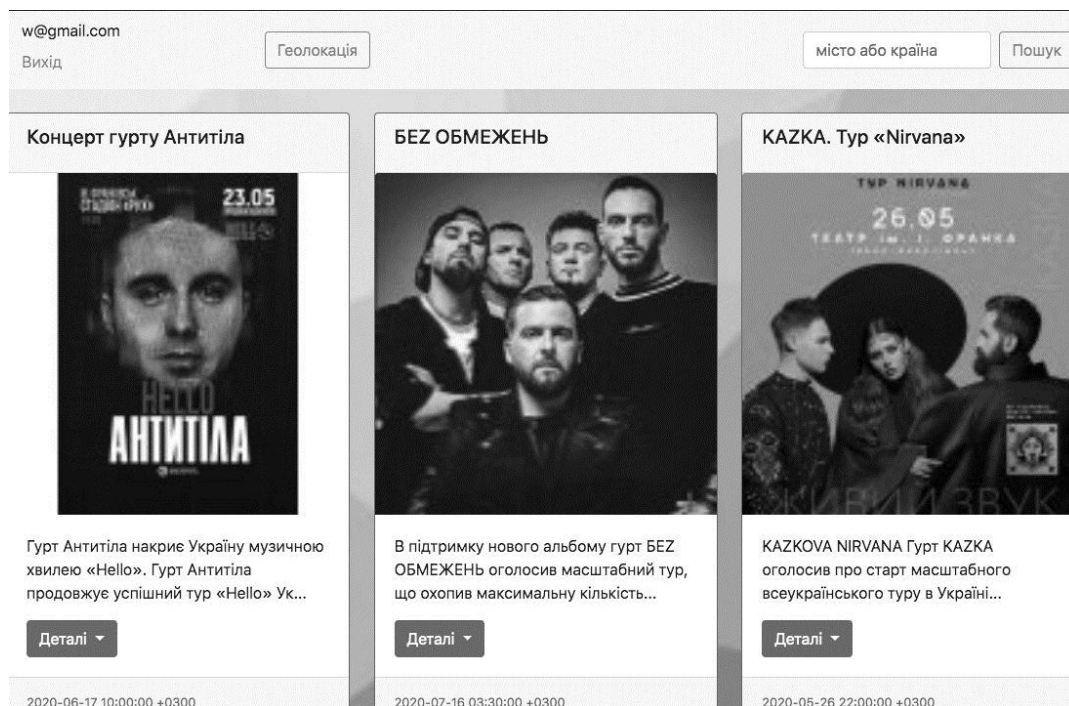 w@gmail.com
Вихід
Геолокація
місто або країна
Пошук
Концерт гурту Антитіла
23.05
HELLO
АНТИТІЛА
Гурт Антитіла накриє Україну музичною
хвилею «Hello». Гурт Антитіла
продовжує успішний тур «Hello» Ук...
Деталі
2020-06-17 10:00:00 +0300
БЕZ ОБМЕЖЕНЬ
В підтримку нового альбому гурт БЕZ
ОБМЕЖЕНЬ оголосив масштабний тур,
що охопив максимальну кількість...
Деталі
2020-07-16 03:30:00 +0300
KAZKA. Тур «Nirvana»
ТУР NIRVANA
26.05
ТЕАТР ім. І. ФРАНКА
ЖИВИЙ ЗВУК
KAZKOVA NIRVANA Гурт KAZKA
оголосив про старт масштабного
всеукраїнського туру в Україні...
Деталі
2020-05-26 22:00:00 +0300